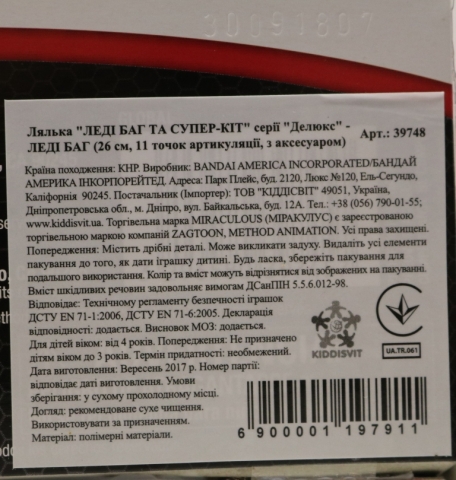 30091807
Лялька "ЛЕДІ БАГ ТА СУПЕР-КІТ" серії "Делюкс" -
ЛЕДІ БАГ (26 см, 11 точок артикуляції, з аксесуаром) Арт.: 39748
Країна походження: КНР. Виробник: BANDAI AMERICA INCORPORATED/БАНДАЙ
АМЕРИКА ІНКОРПОРЕЙТЕД. Адреса: Парк Плейс, буд. 2120, Люкс №120, Ель-Сегундо,
Каліфорнія 90245. Постачальник (Імпортер): ТОВ "КІДДІСВІТ" 49051, Україна,
Дніпропетровська обл., м. Дніпро, вул. Байкальська, буд. 12А. Тел.: +38 (056) 790-01-55;
www.kiddisvit.ua. Торгівельна марка MIRACULOUS (МІРАКУЛУС) є зареєстрованою
торгівельною маркою компаній ZAGTOON, METHOD ANIMATION. Усі права захищені.
Попередження: Містить дрібні деталі. Може викликати задуху. Видаліть усі елементи
пакування до того, як дати іграшку дитині. Будь ласка, збережіть пакування для
подальшого використання. Колір та вміст можуть відрізнятися від зображених на пакуванні.
Вміст шкідливих речовин задовольняє вимогам ДСанПІН 5.5.6.012-98.
Відповідає: Технічному регламенту безпечності іграшок
ДСТУ EN 71-1:2006, ДСТУ EN 71-6:2005. Декларація
відповідності: додається. Висновок МОЗ: додається.
Для дітей віком: від 4 років. Попередження: Не призначено
дітям віком до 3 років. Термін придатності: необмежений.
Дата виготовлення: Вересень 2017 р. Номер партії:
відповідає даті виготовлення. Умови
зберігання: у сухому прохолодному місці.
Догляд: рекомендоване сухе чищення.
Використовувати за призначенням.
Матеріал: полімерні матеріали.
KIDDISVIT
UA.TR.061
6 900001 197911